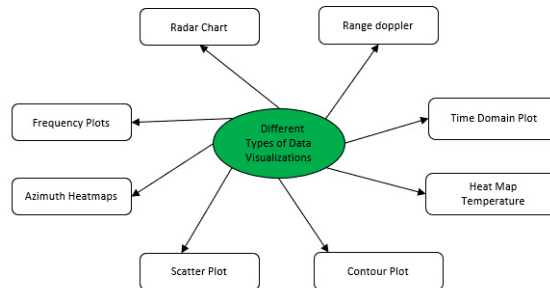 Radar Chart
Range doppler
Frequency Plots
Different
Types of Data
Visualizations
Time Domain Plot
Azimuth Heatmaps
Heat Map
Temperature
Scatter Plot
Contour Plot